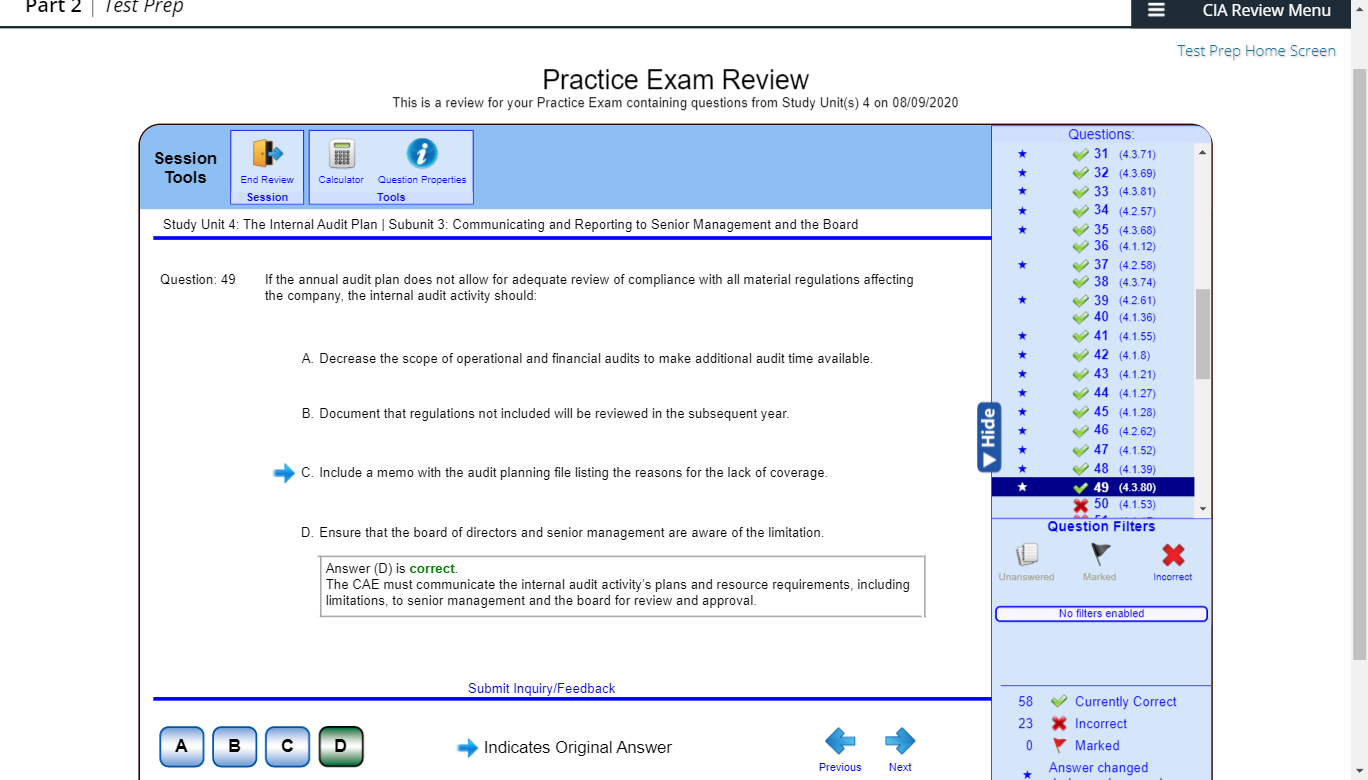 Part 2 | Test Prep
CIA Review Menu
Test Prep Home Screen
Practice Exam Review
This is a review for your Practice Exam containing questions from Study Unit(s) 4 on 08/09/2020
Session
Tools
End Review
Session
Calculator
Question Properties
Tools
Study Unit 4: The Internal Audit Plan | Subunit 3: Communicating and Reporting to Senior Management and the Board
Question: 49
If the annual audit plan does not allow for adequate review of compliance with all material regulations affecting
the company, the internal audit activity should:
A. Decrease the scope of operational and financial audits to make additional audit time available.
B. Document that regulations not included will be reviewed in the subsequent year.
C. Include a memo with the audit planning file listing the reasons for the lack of coverage.
D. Ensure that the board of directors and senior management are aware of the limitation.
Answer (D) is correct.
The CAE must communicate the internal audit activity's plans and resource requirements, including
limitations, to senior management and the board for review and approval.
Submit Inquiry/Feedback
A
B
C
D
Indicates Original Answer
Previous
Next
Hide
Questions:
31 (4.3.71)
32 (4.3.69)
33 (4.3.81)
34 (4.2.57)
35 (4.3.68)
36 (4.1.12)
37 (4.2.58)
38 (4.3.74)
39 (4.2.61)
40 (4.1.36)
41 (4.1.55)
42 (4.1.8)
43 (4.1.21)
44 (4.1.27)
45 (4.1.28)
46 (4.2.62)
47 (4.1.52)
48 (4.1.39)
49 (4.3.80)
50 (4.1.53)
Question Filters
Unanswered
Marked
Incorrect
No filters enabled
58 Currently Correct
23 Incorrect
0 Marked
Answer changed